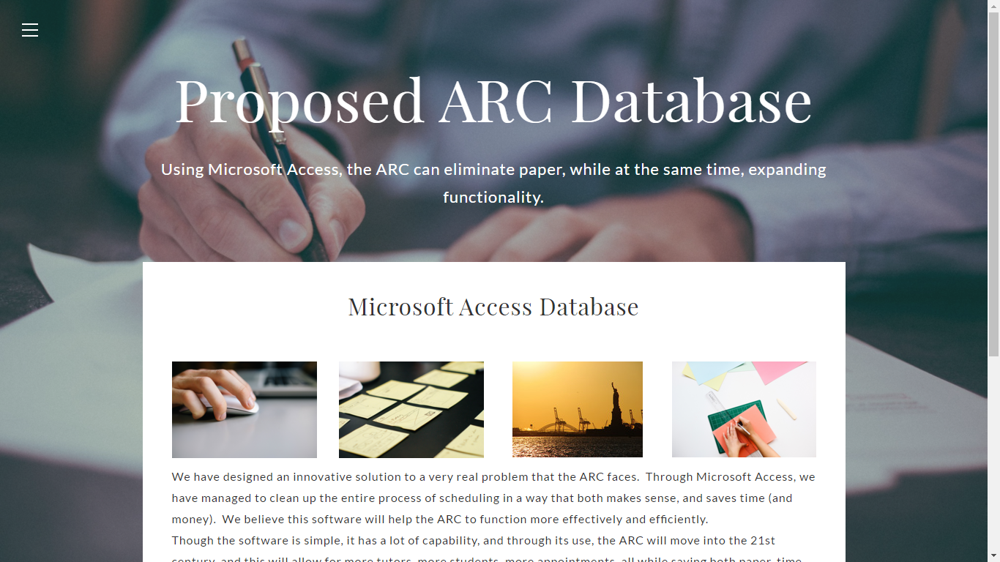 Proposed ARC Database
Using Microsoft Access, the ARC can eliminate paper, while at the same time, expanding
functionality.
Microsoft Access Database
We have designed an innovative solution to a very real problem that the ARC faces.  Through Microsoft Access, we
have managed to clean up the entire process of scheduling in a way that both makes sense, and saves time (and
money).  We believe this software will help the ARC to function more effectively and efficiently.
Though the software is simple, it has a lot of capability, and through its use, the ARC will move into the 21st
century, and this will allow for more tutors, more students, more appointments, all while saving both paper, time,